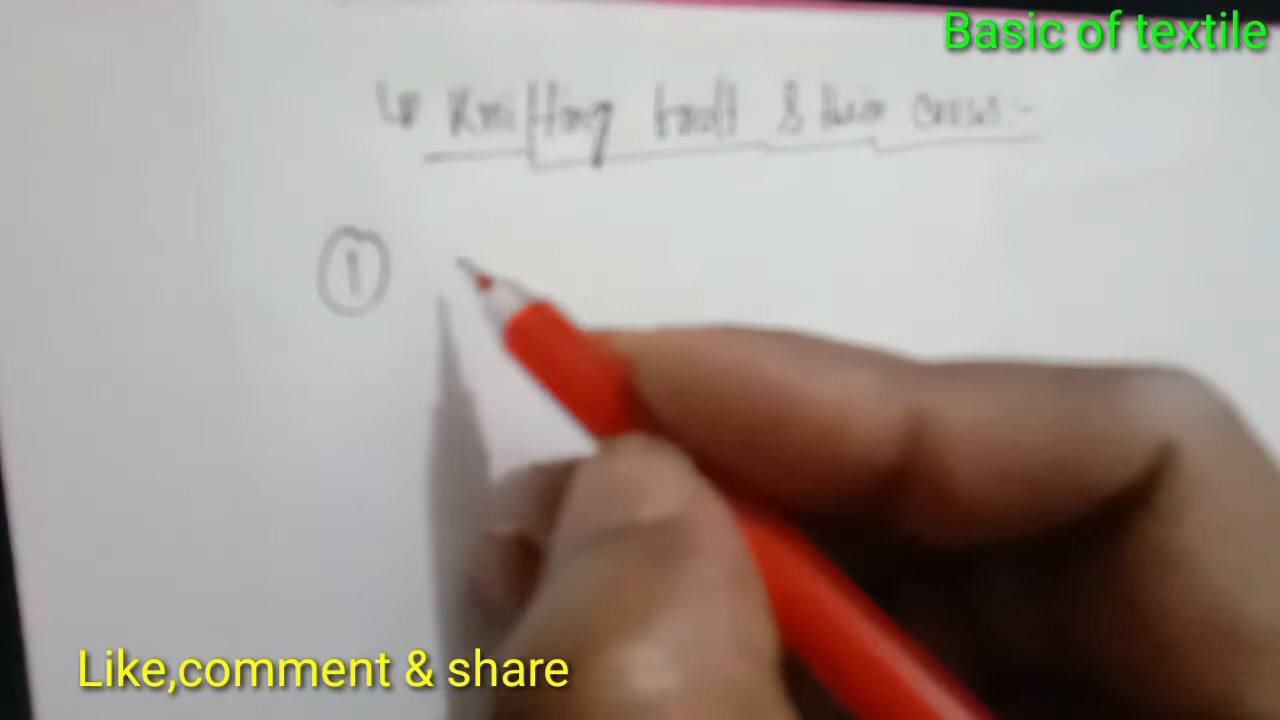 Basic of textile
Knitting fault & their causes:-
①
Like,comment & share